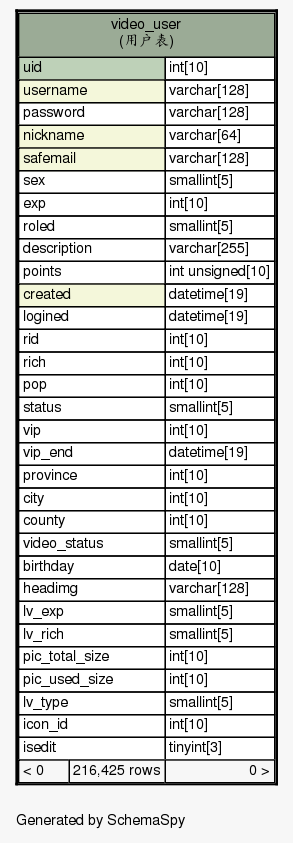 video_user
(用户表)
uid int[10]
username varchar[128]
password varchar[128]
nickname varchar[64]
safemail varchar[128]
sex smallint[5]
exp int[10]
roled smallint[5]
description varchar[255]
points int unsigned[10]
created datetime[19]
logined datetime[19]
rid int[10]
rich int[10]
pop int[10]
status smallint[5]
vip int[10]
vip_end datetime[19]
province int[10]
city int[10]
county int[10]
video_status smallint[5]
birthday date[10]
headimg varchar[128]
lv_exp smallint[5]
lv_rich smallint[5]
pic_total_size int[10]
pic_used_size int[10]
lv_type smallint[5]
icon_id int[10]
isedit tinyint[3]
< 0 216,425 rows 0 >
Generated by SchemaSpy